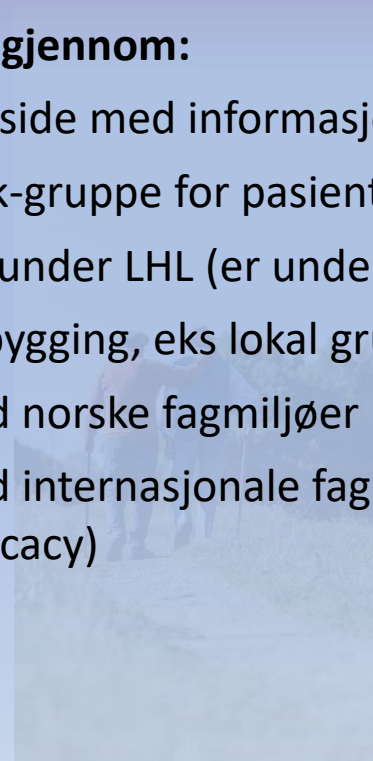 gjennom:
side med informasj
k-gruppe for pasient
under LHL (er unde
bygging, eks lokal gr
d norske fagmiljøer
d internasjonale fag
cacy)